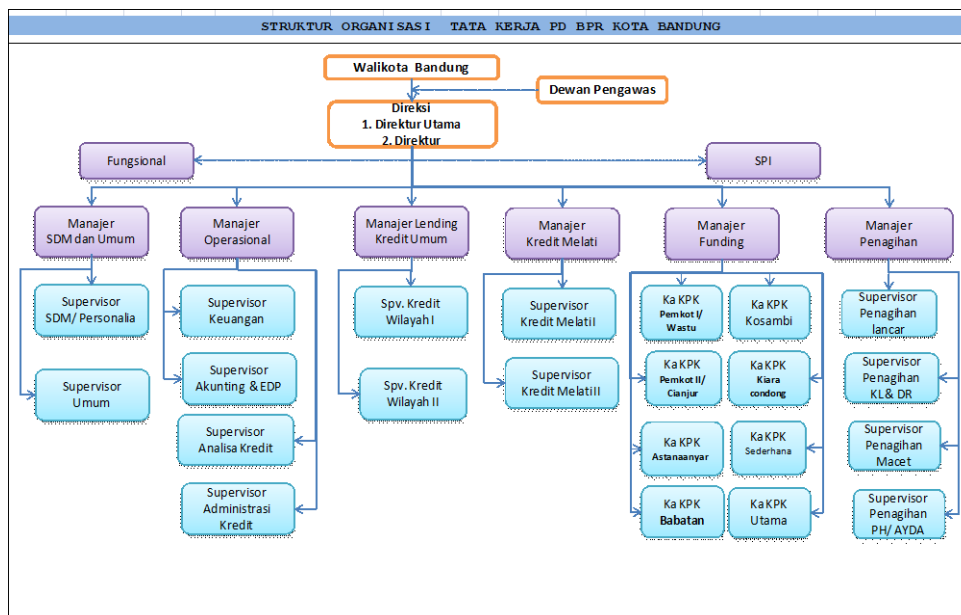 STRUKTUR ORGANISASI TATA KERJA PD BPR KOTA BANDUNG
Walikota Bandung
Dewan Pengawas
Direksi
1. Direktur Utama
2. Direktur
Fungsional
SPI
Manajer
SDM dan Umum
Manajer
Operasional
Manajer Lending
Kredit Umum
Manajer
Kredit Melati
Manajer
Funding
Manajer
Penagihan
Supervisor
SDM/ Personalia
Supervisor
Umum
Supervisor
Keuangan
Supervisor
Akunting & EDP
Supervisor
Analisa Kredit
Supervisor
Administrasi
Kredit
Spv. Kredit
Wilayah I
Spv. Kredit
Wilayah II
Supervisor
Kredit Melati I
Supervisor
Kredit Melati II
Ka KPK
Pemkot I/
Wastu
Ka KPK
Kosambi
Ka KPK
Pemkot II/
Cianjur
Ka KPK
Kiara
condong
Ka KPK
Astanaanyar
Ka KPK
Sederhana
Ka KPK
Babatan
Ka KPK
Utama
Supervisor
Penagihan
lancar
Supervisor
Penagihan
KL& DR
Supervisor
Penagihan
Macet
Supervisor
Penagihan
PH/ AYDA